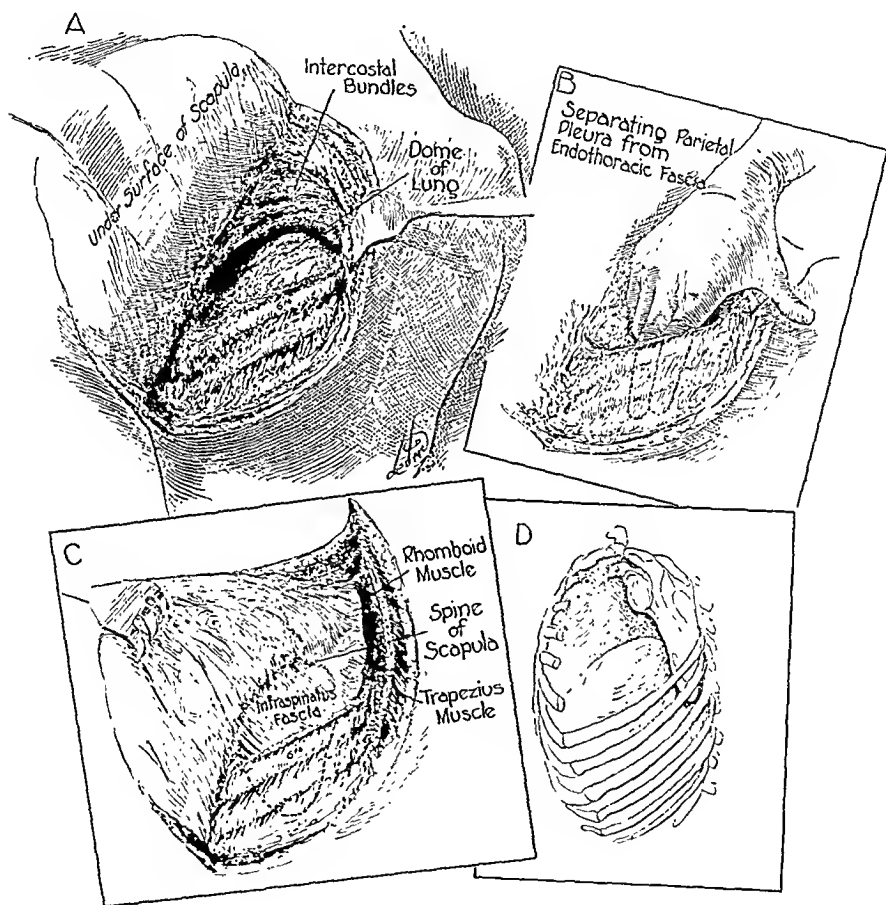 A
Under Surface of Scapula
Intercostal
Bundles
Dome
of
Lung
B
Separating Parietal
Pleura from
Endothoracic Fascia
C
Rhomboid
Muscle
Spine
of
Scapula
Trapezius
Muscle
Infraspinatus
Fascia
D